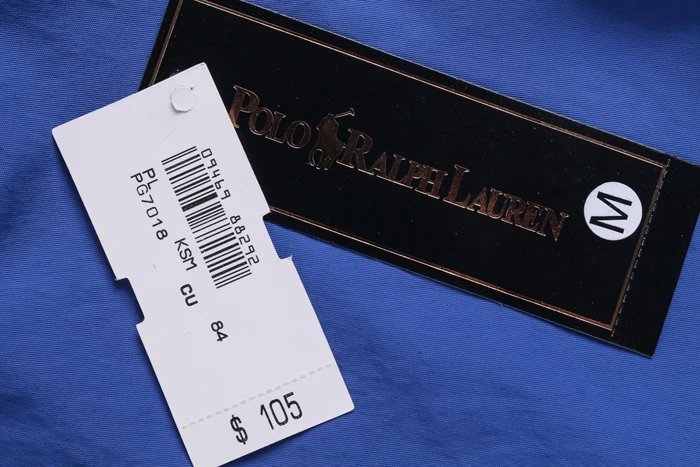 POLO RALPH LAUREN
M
09469 88292
PL
PG7018 KSM CU 84
$ 105